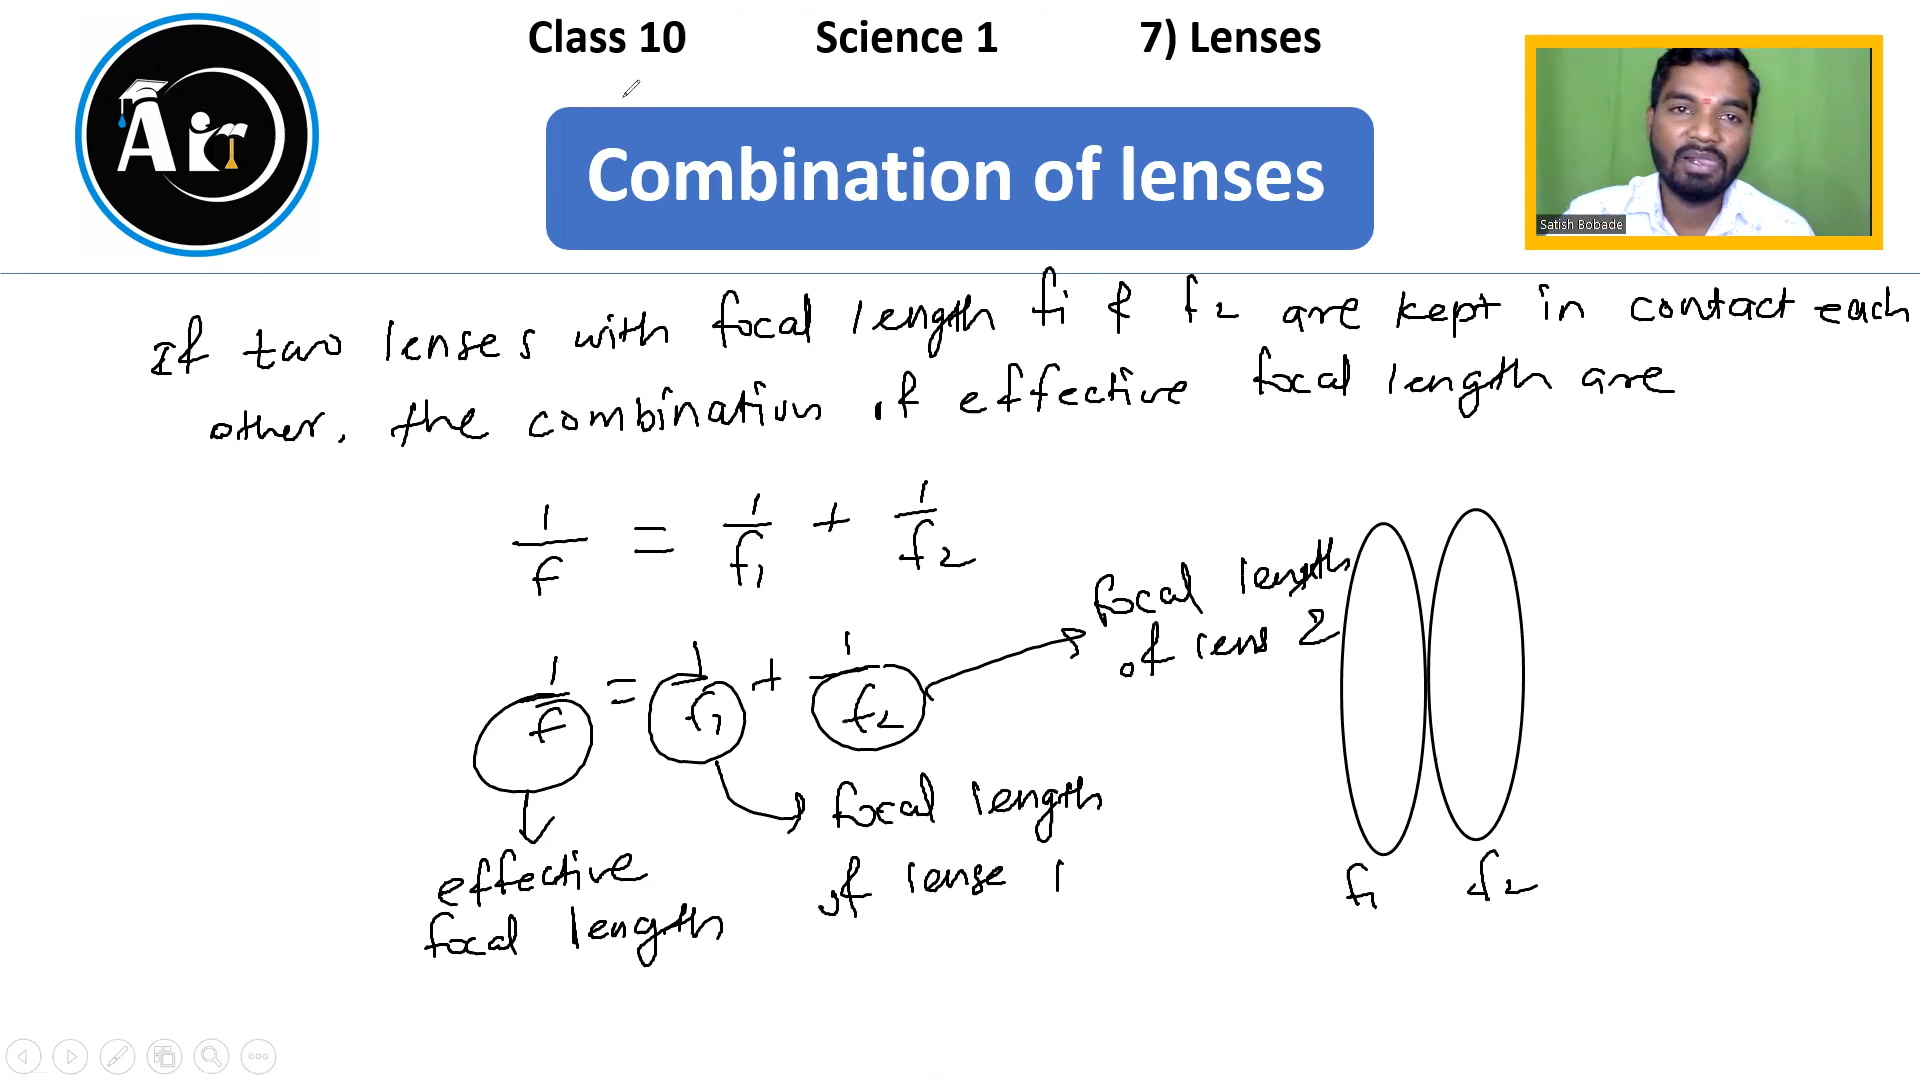 Class 10 Science 1 7) Lenses
Air
Combination of lenses
Satish Bobade
If two lenses with focal length f1 & f2 are kept in contact each
other, the combination of effective focal length are
1/f = 1/f1 + 1/f2
focal length
of lens 2
1/f = 1/f1 + 1/f2
focal length
of lense 1
effective
focal length
f1 f2